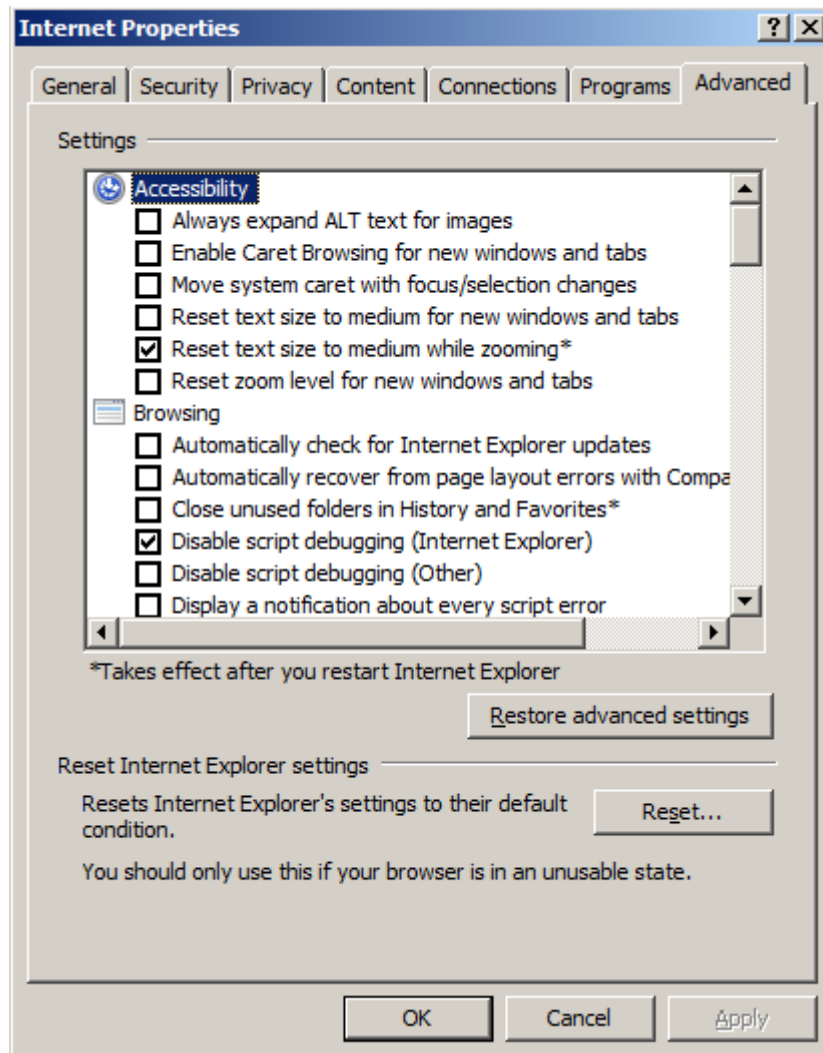 Internet Properties
General Security Privacy Content Connections Programs Advanced
Settings
Accessibility
Always expand ALT text for images
Enable Caret Browsing for new windows and tabs
Move system caret with focus/selection changes
Reset text size to medium for new windows and tabs
Reset text size to medium while zooming*
Reset zoom level for new windows and tabs
Browsing
Automatically check for Internet Explorer updates
Automatically recover from page layout errors with Compa
Close unused folders in History and Favorites*
Disable script debugging (Internet Explorer)
Disable script debugging (Other)
Display a notification about every script error
*Takes effect after you restart Internet Explorer
Restore advanced settings
Reset Internet Explorer settings
Resets Internet Explorer's settings to their default
condition.
Reset...
You should only use this if your browser is in an unusable state.
OK Cancel Apply